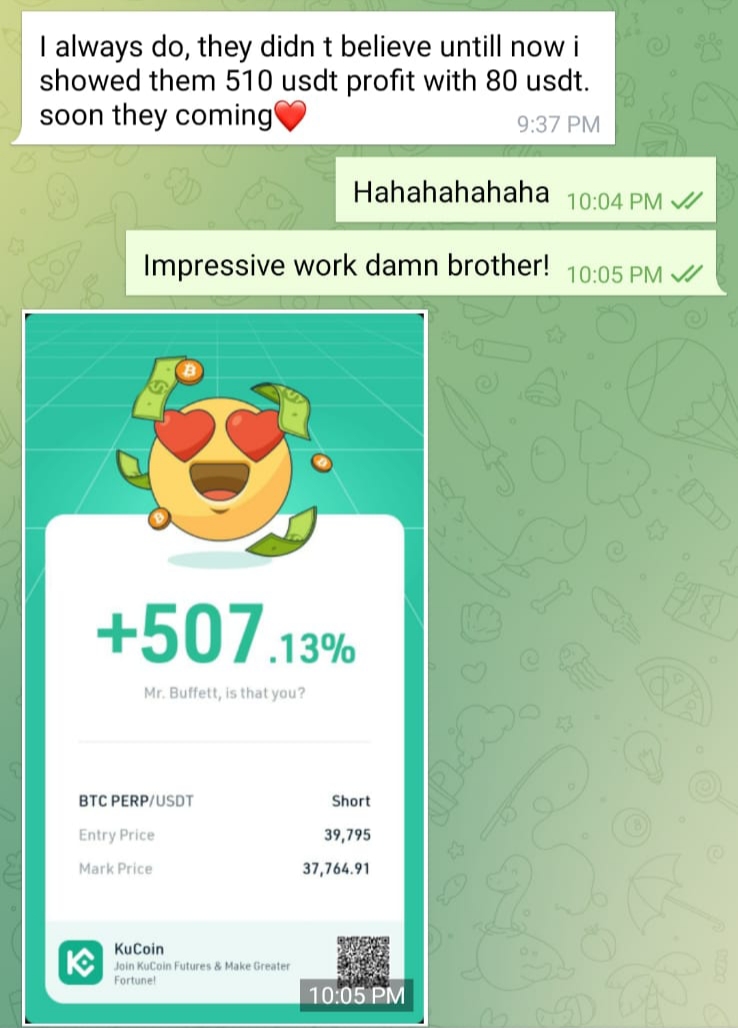 I always do, they didn t believe untill now i
showed them 510 usdt profit with 80 usdt.
soon they coming❤️
9:37 PM
Hahahahahaha 10:04 PM
Impressive work damn brother! 10:05 PM
+507.13%
Mr. Buffett, is that you?
BTC PERP/USDT Short
Entry Price 39,795
Mark Price 37,764.91
KuCoin
Join KuCoin Futures & Make Greater
Fortune!
10:05 PM